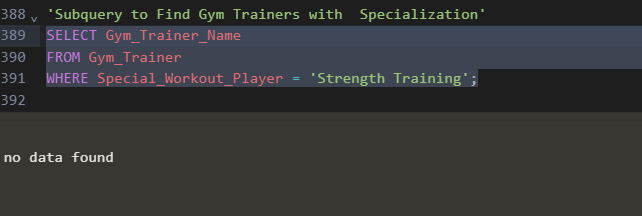 388 'Subquery to Find Gym Trainers with  Specialization'
389 SELECT Gym_Trainer_Name
390 FROM Gym_Trainer
391 WHERE Special_Workout_Player = 'Strength Training';
392
no data found